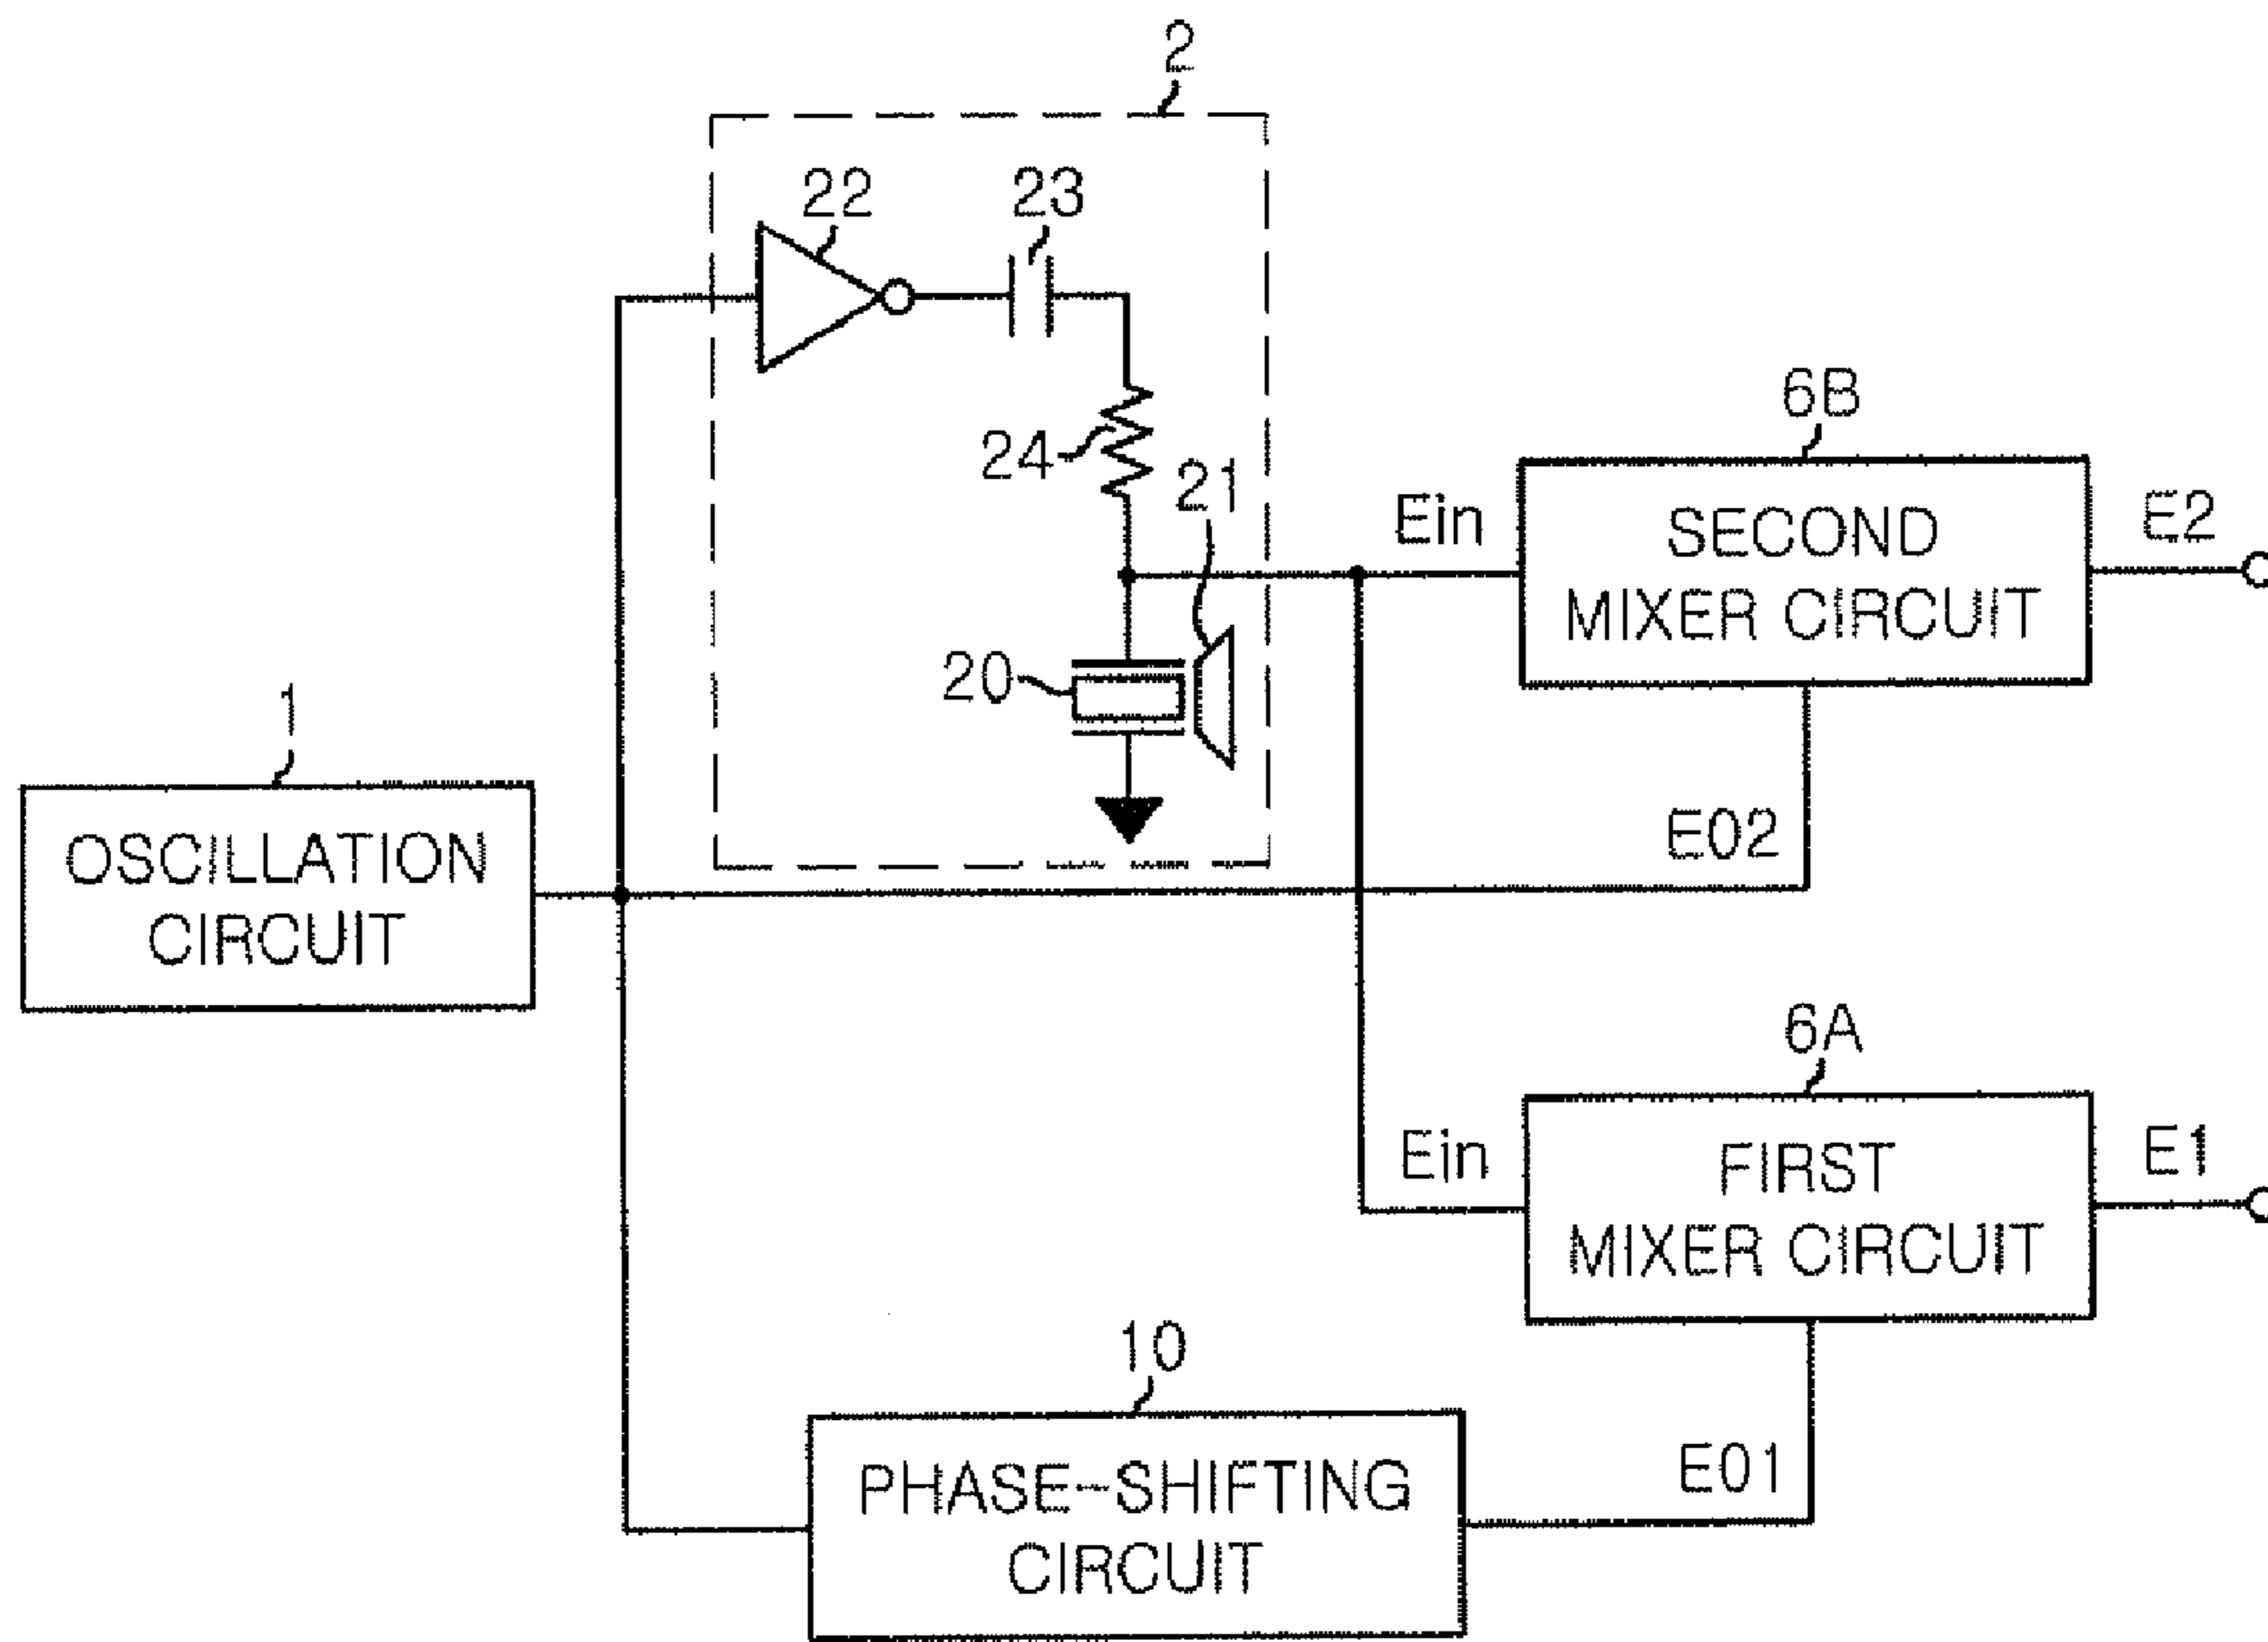 2
22
23
24
21
20
6B
Ein
SECOND
MIXER CIRCUIT
E2
1
OSCILLATION
CIRCUIT
E02
6A
Ein
FIRST
MIXER CIRCUIT
E1
10
PHASE-SHIFTING
CIRCUIT
E01